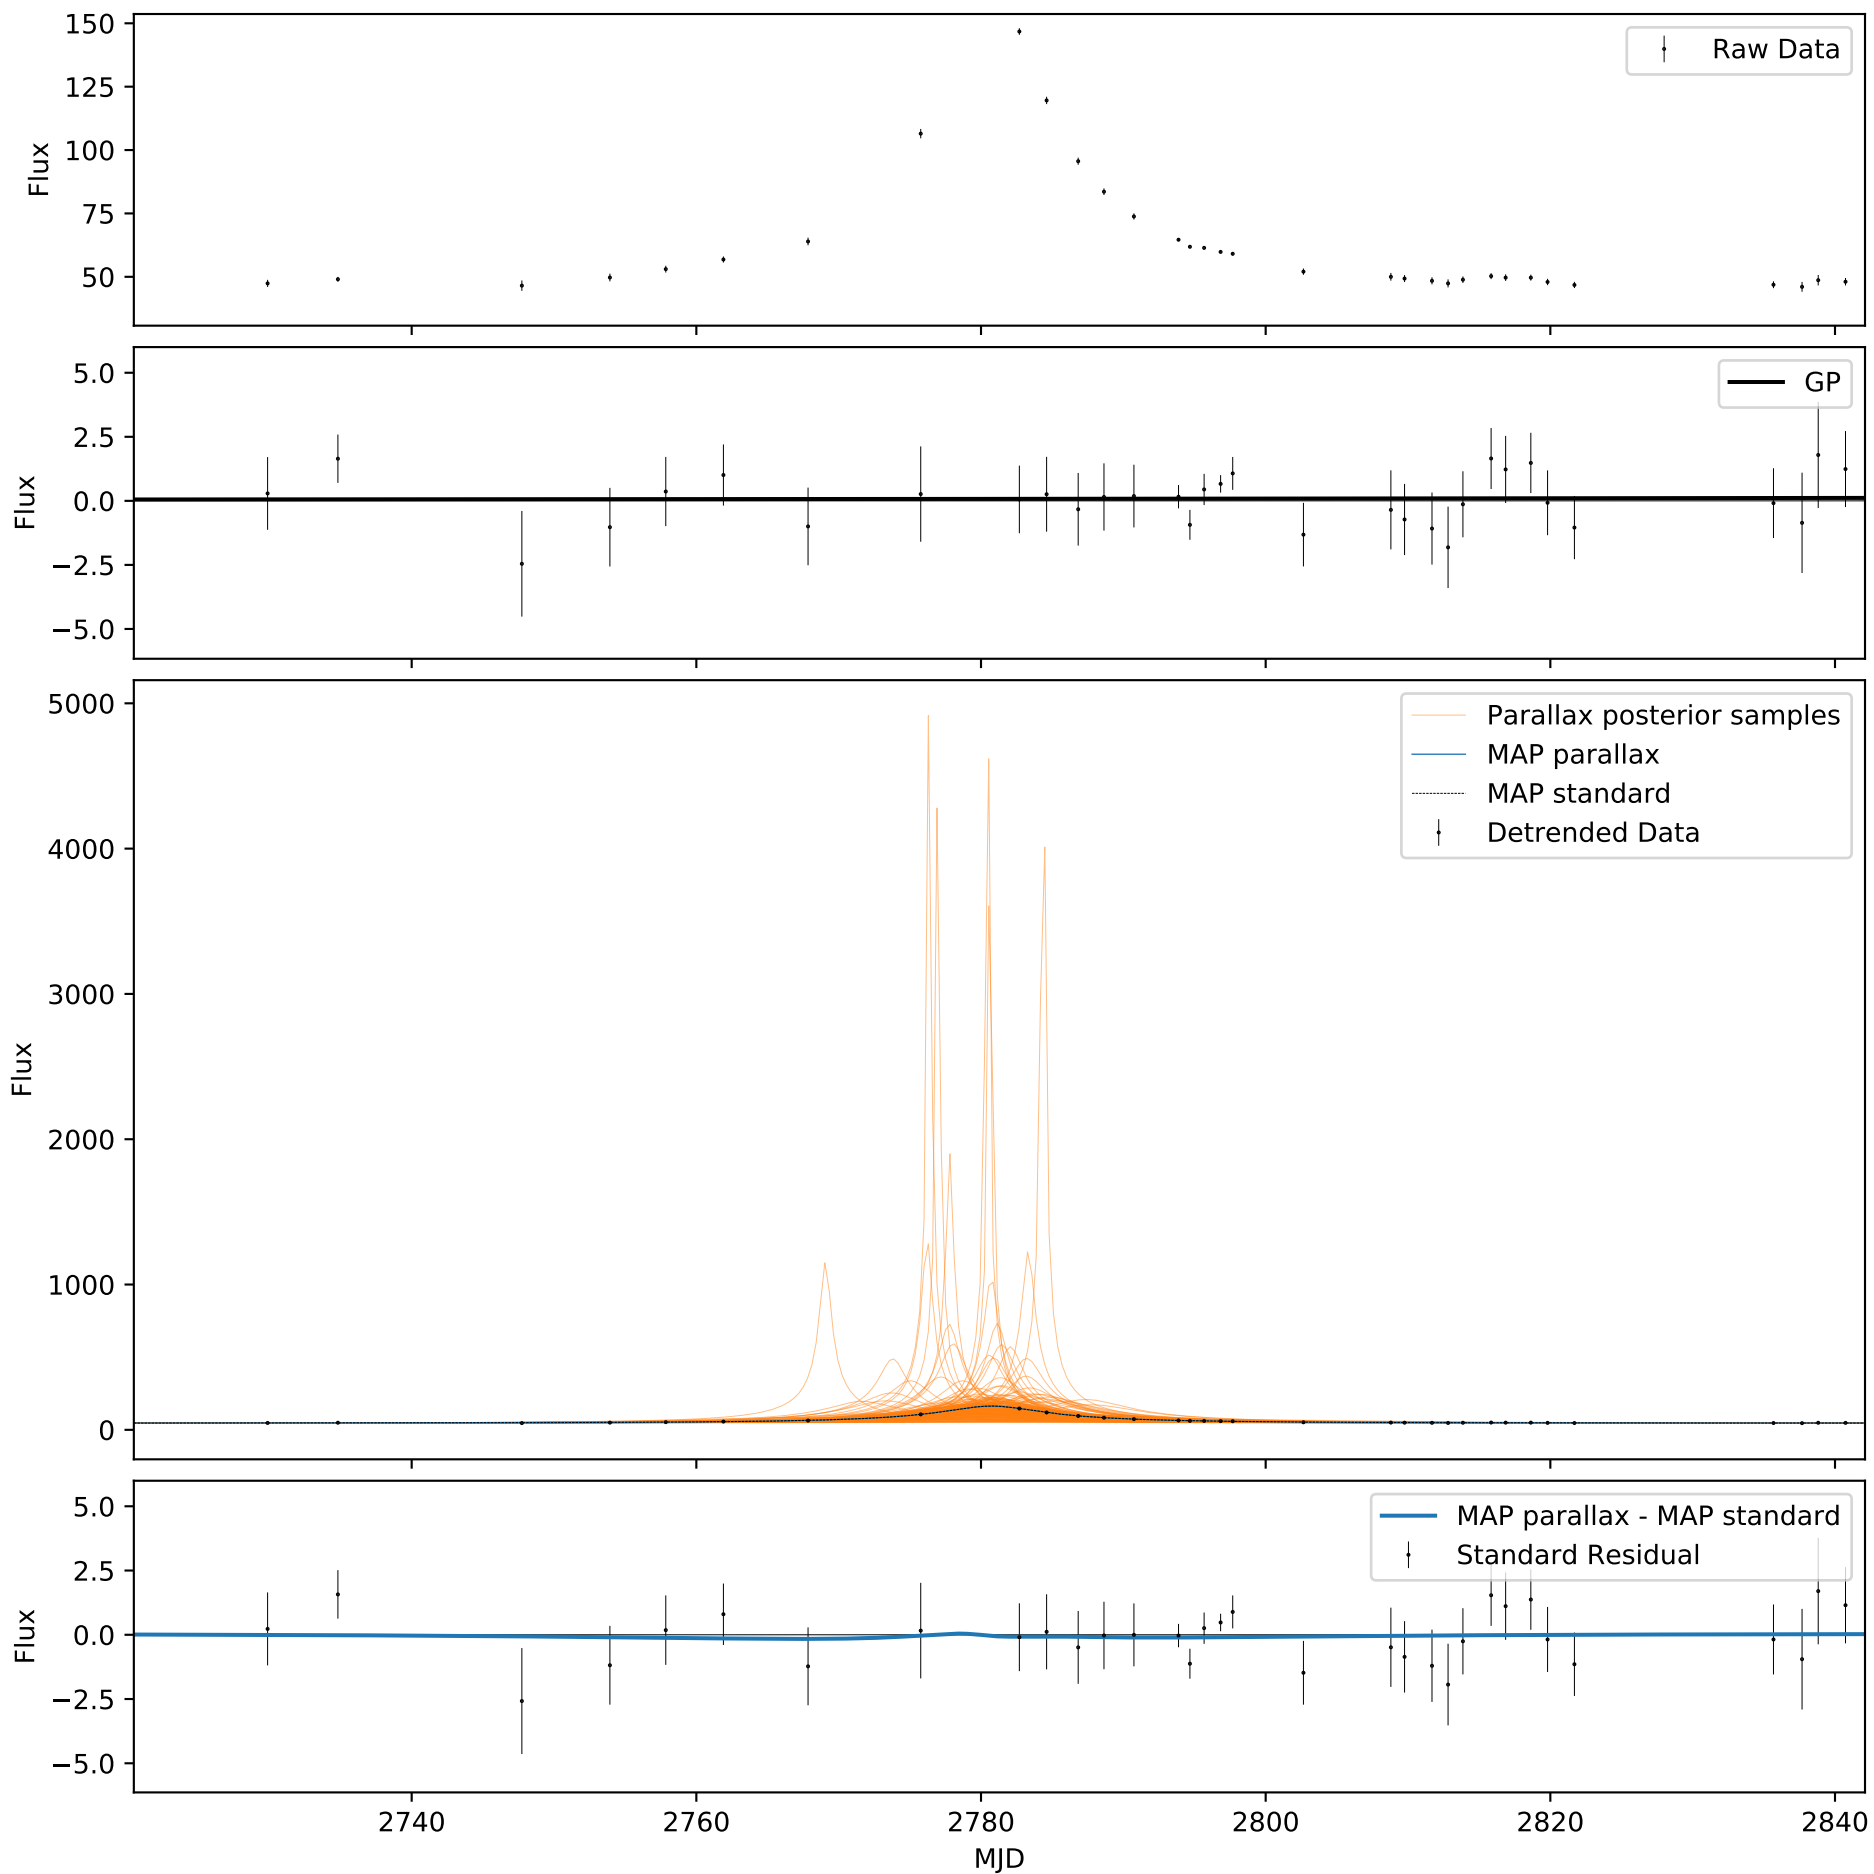 150
125
100
75
50
Flux
Raw Data
5.0
2.5
0.0
−2.5
−5.0
Flux
GP
5000
4000
3000
2000
1000
0
Flux
Parallax posterior samples
MAP parallax
MAP standard
Detrended Data
5.0
2.5
0.0
−2.5
−5.0
Flux
MAP parallax - MAP standard
Standard Residual
2740 2760 2780 2800 2820 2840
MJD